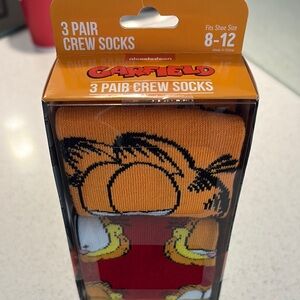 3 PAIR
CREW SOCKS
Fits Shoe Size
8-12
nickelodeon
GARFIELD
3 PAIR CREW SOCKS